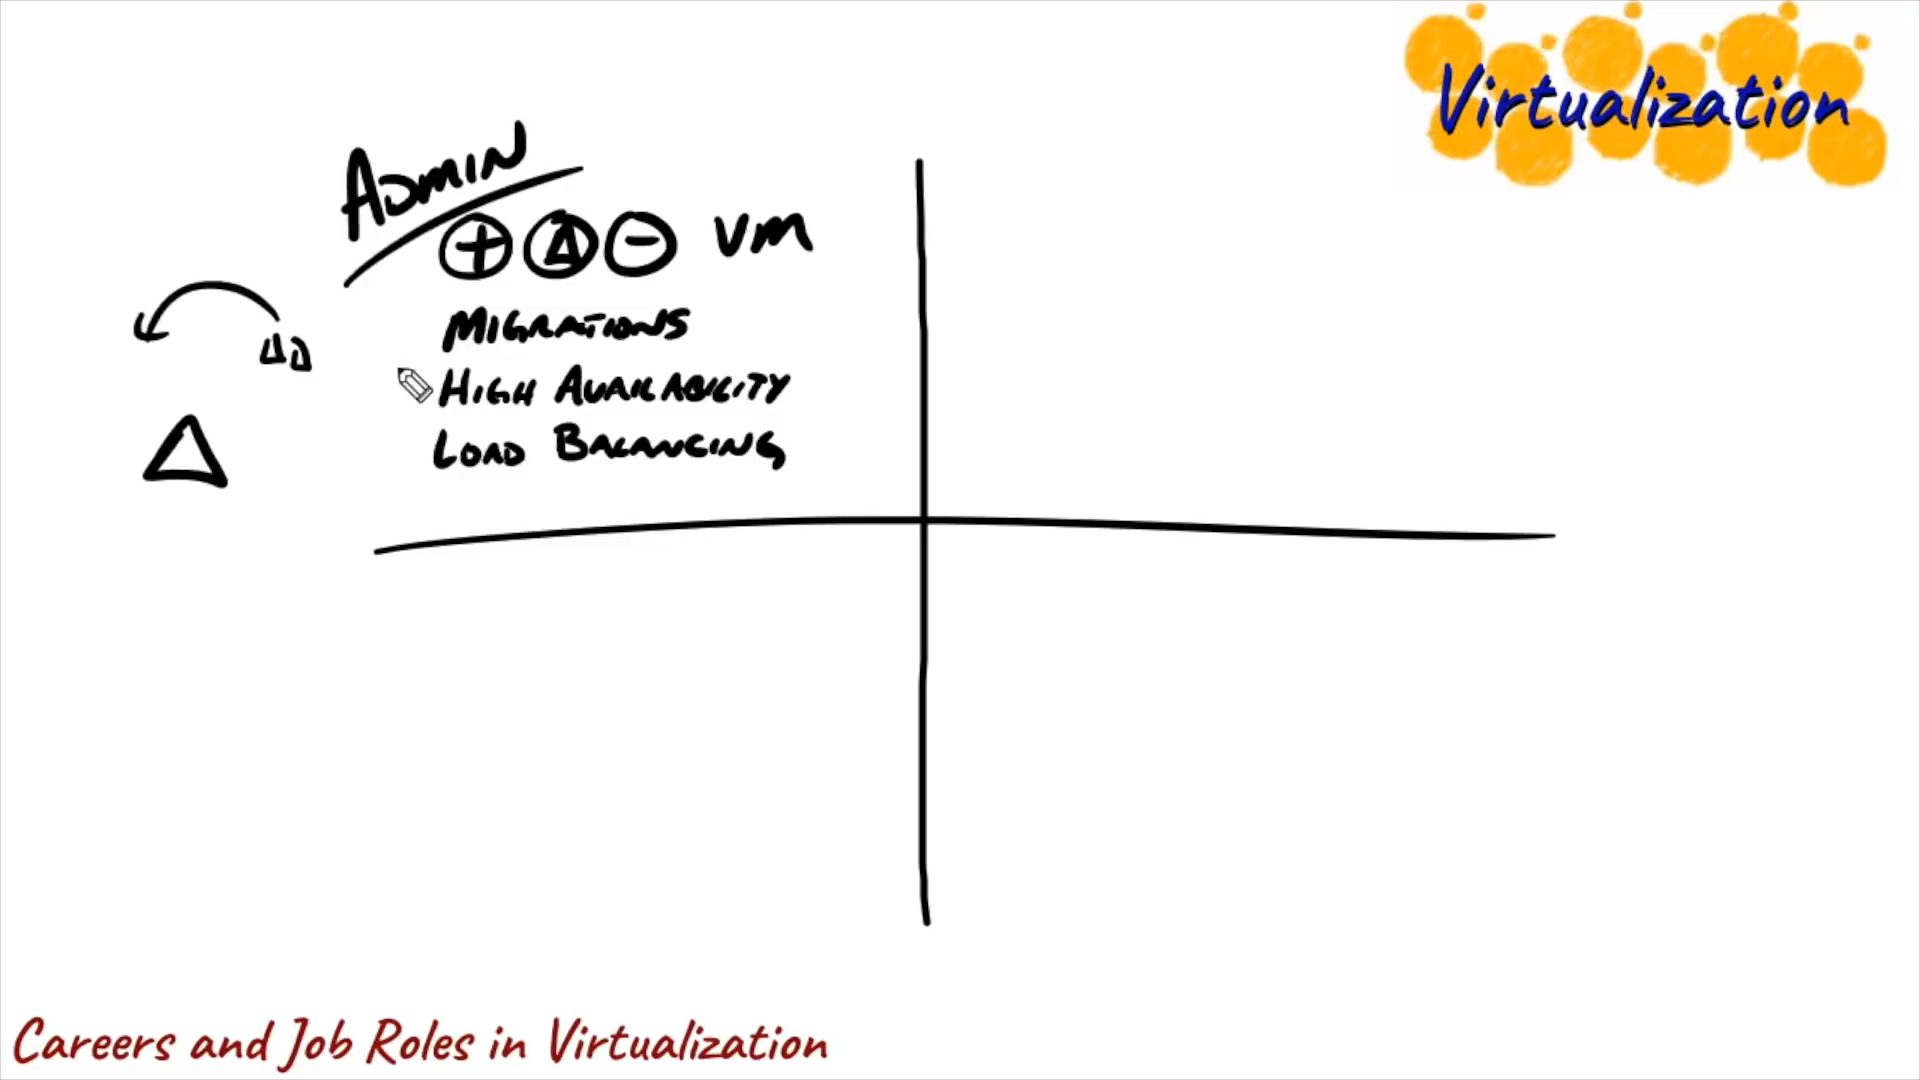 Virtualization
ADMIN
+ Δ - VM
MIGRATIONS
HIGH AVAILABILITY
LOAD BALANCING
Careers and Job Roles in Virtualization